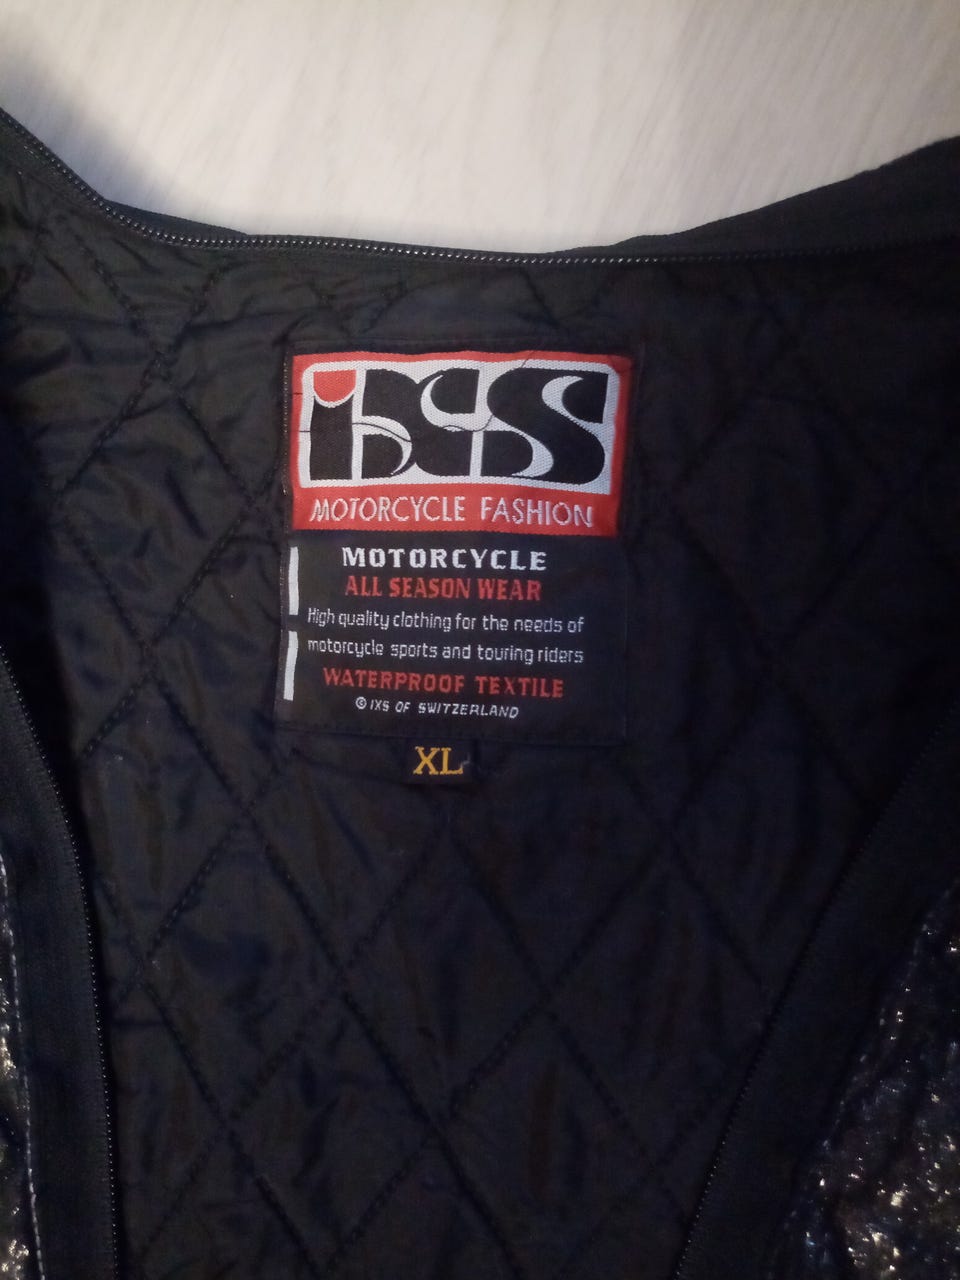 iXS
MOTORCYCLE FASHION
MOTORCYCLE
ALL SEASON WEAR
High quality clothing for the needs of
motorcycle sports and touring riders
WATERPROOF TEXTILE
© IXS OF SWITZERLAND
XL